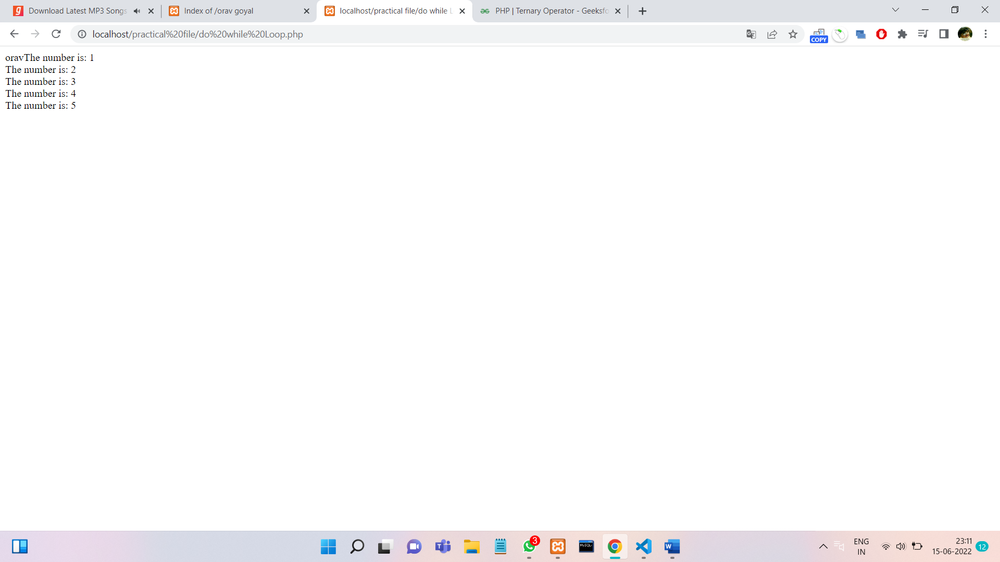 Download Latest MP3 Songs
Index of /orav goyal
localhost/practical file/do while L
PHP | Ternary Operator - Geeksfo
localhost/practical%20file/do%20while%20Loop.php
COPY
oravThe number is: 1
The number is: 2
The number is: 3
The number is: 4
The number is: 5
3
MySQL
ENG
IN
23:11
15-06-2022
12